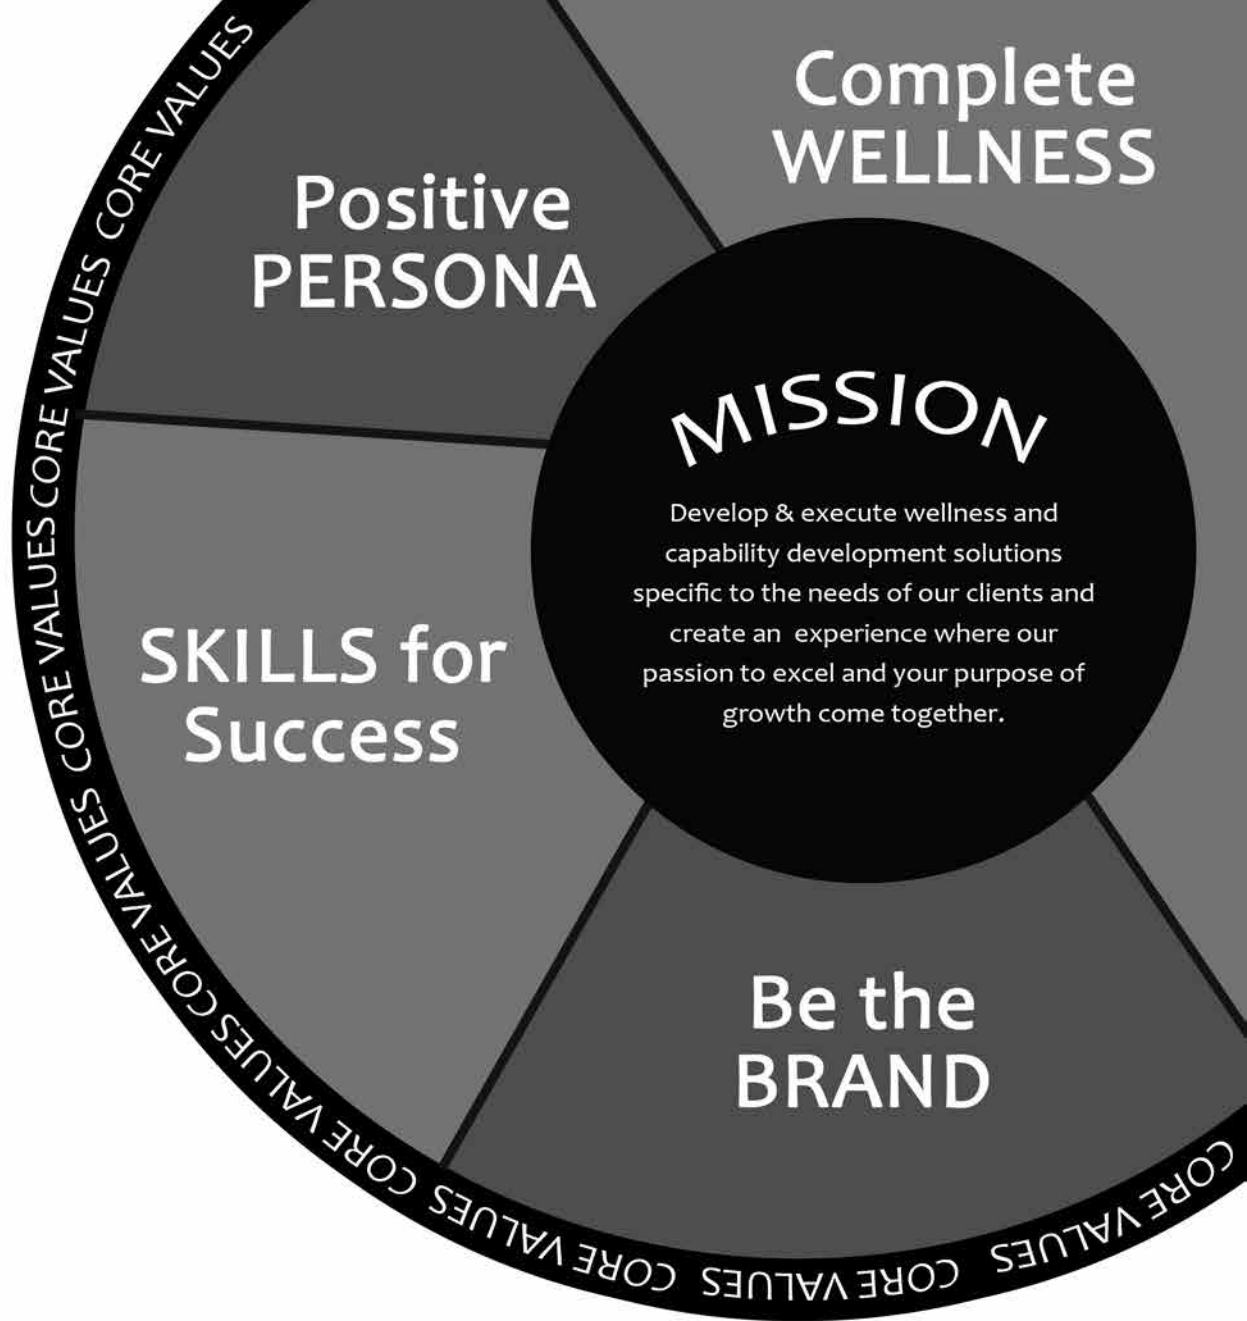 Complete
WELLNESS
Positive
PERSONA
MISSION
Develop & execute wellness and
capability development solutions
specific to the needs of our clients and
create an experience where our
passion to excel and your purpose of
growth come together.
SKILLS for
Success
Be the
BRAND
CORE VALUES CORE VALUES CORE VALUES CORE VALUES CORE VALUES CORE VALUES CORE VALUES CORE VALUES CORE